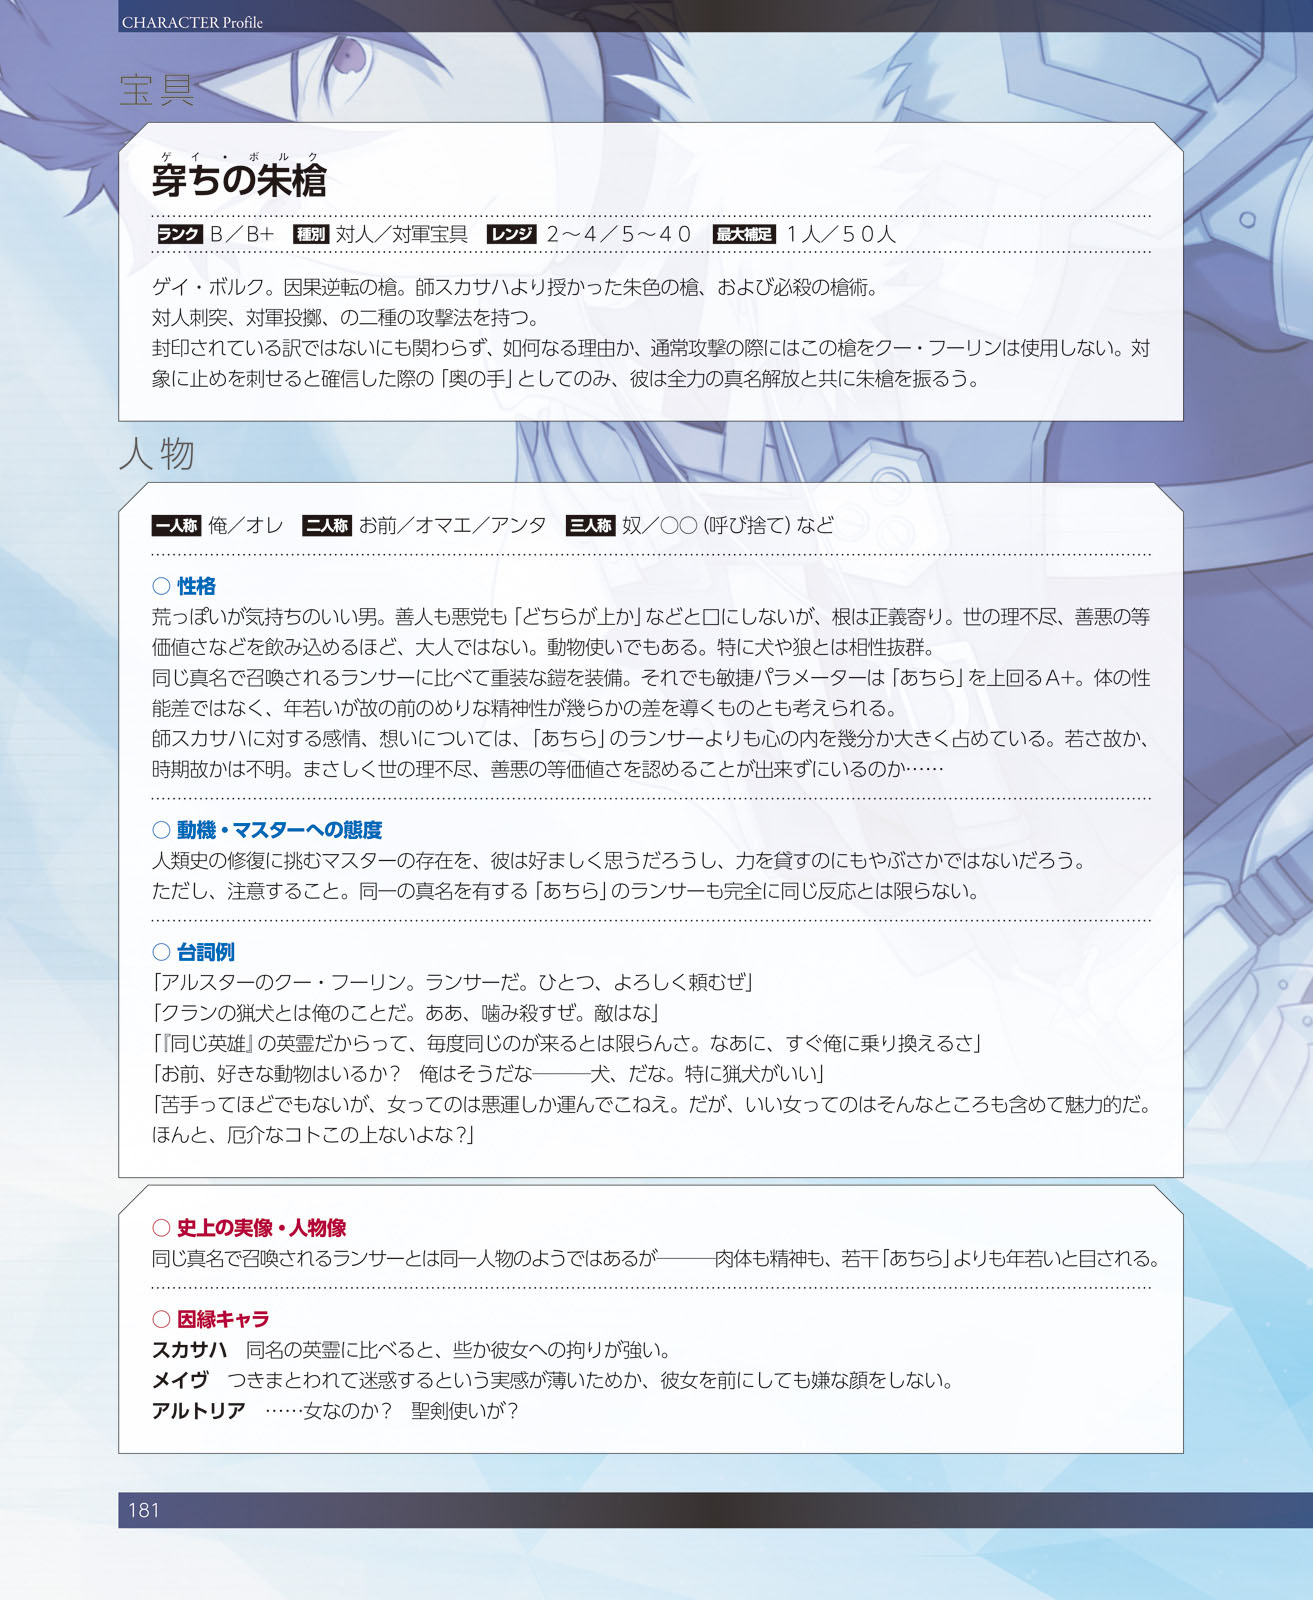 CHARACTER Profile
宝具
ゲイ・ボルク
穿ちの朱槍
ランク B／B+ 種別 対人／対軍宝具 レンジ 2～4／5～40 最大補足 1人／50人
ゲイ・ボルク。因果逆転の槍。師スカサハより授かった朱色の槍、および必殺の槍術。
対人刺突、対軍投擲、の二種の攻撃法を持つ。
封印されている訳ではないにも関わらず、如何なる理由か、通常攻撃の際にはこの槍をクー・フーリンは使用しない。対
象に止めを刺せると確信した際の「奥の手」としてのみ、彼は全力の真名解放と共に朱槍を振るう。
人物
一人称 俺／オレ 二人称 お前／オマエ／アンタ 三人称 奴／○○（呼び捨て）など
○ 性格
荒っぽいが気持ちのいい男。善人も悪党も「どちらが上か」などと口にしないが、根は正義寄り。世の理不尽、善悪の等
価値さなどを飲み込めるほど、大人ではない。動物使いでもある。特に犬や狼とは相性抜群。
同じ真名で召喚されるランサーに比べて重装な鎧を装備。それでも敏捷パラメーターは「あちら」を上回るA+。体の性
能差ではなく、年若いが故の前のめりな精神性が幾らかの差を導くものとも考えられる。
師スカサハに対する感情、想いについては、「あちら」のランサーよりも心の内を幾分か大きく占めている。若さ故か、
時期故かは不明。まさしく世の理不尽、善悪の等価値さを認めることが出来ずにいるのか……
○ 動機・マスターへの態度
人類史の修復に挑むマスターの存在を、彼は好ましく思うだろうし、力を貸すのにもやぶさかではないだろう。
ただし、注意すること。同一の真名を有する「あちら」のランサーも完全に同じ反応とは限らない。
○ 台詞例
「アルスターのクー・フーリン。ランサーだ。ひとつ、よろしく頼むぜ」
「クランの猟犬とは俺のことだ。ああ、噛み殺すぜ。敵はな」
「『同じ英雄』の英霊だからって、毎度同じのが来るとは限らんさ。なあに、すぐ俺に乗り換えるさ」
「お前、好きな動物はいるか？　俺はそうだな―――犬、だな。特に猟犬がいい」
「苦手ってほどでもないが、女ってのは悪運しか運んでこねえ。だが、いい女ってのはそんなところも含めて魅力的だ。
ほんと、厄介なコトこの上ないよな？」
○ 史上の実像・人物像
同じ真名で召喚されるランサーとは同一人物のようではあるが―――肉体も精神も、若干「あちら」よりも年若いと目される。
○ 因縁キャラ
スカサハ　同名の英霊に比べると、些か彼女への拘りが強い。
メイヴ　つきまとわれて迷惑するという実感が薄いためか、彼女を前にしても嫌な顔をしない。
アルトリア　……女なのか？　聖剣使いが？
181